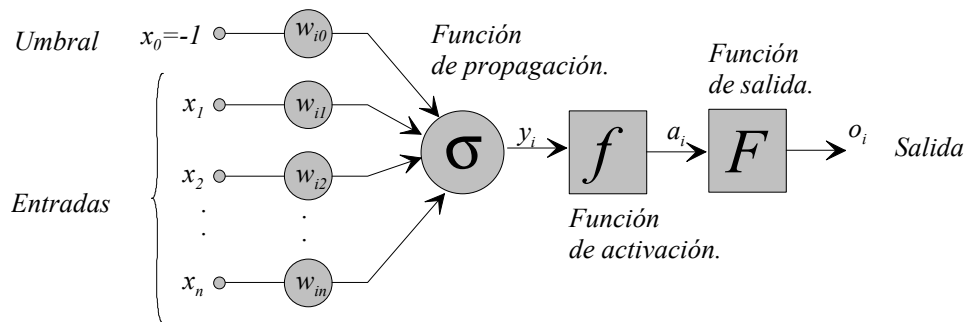 Umbral
x0=-1
wi0
Función
de propagación.
Función
de salida.
x1
wi1
σ
yi
f
ai
F
oi
Salida
x2
wi2
Entradas
Función
de activación.
xn
win